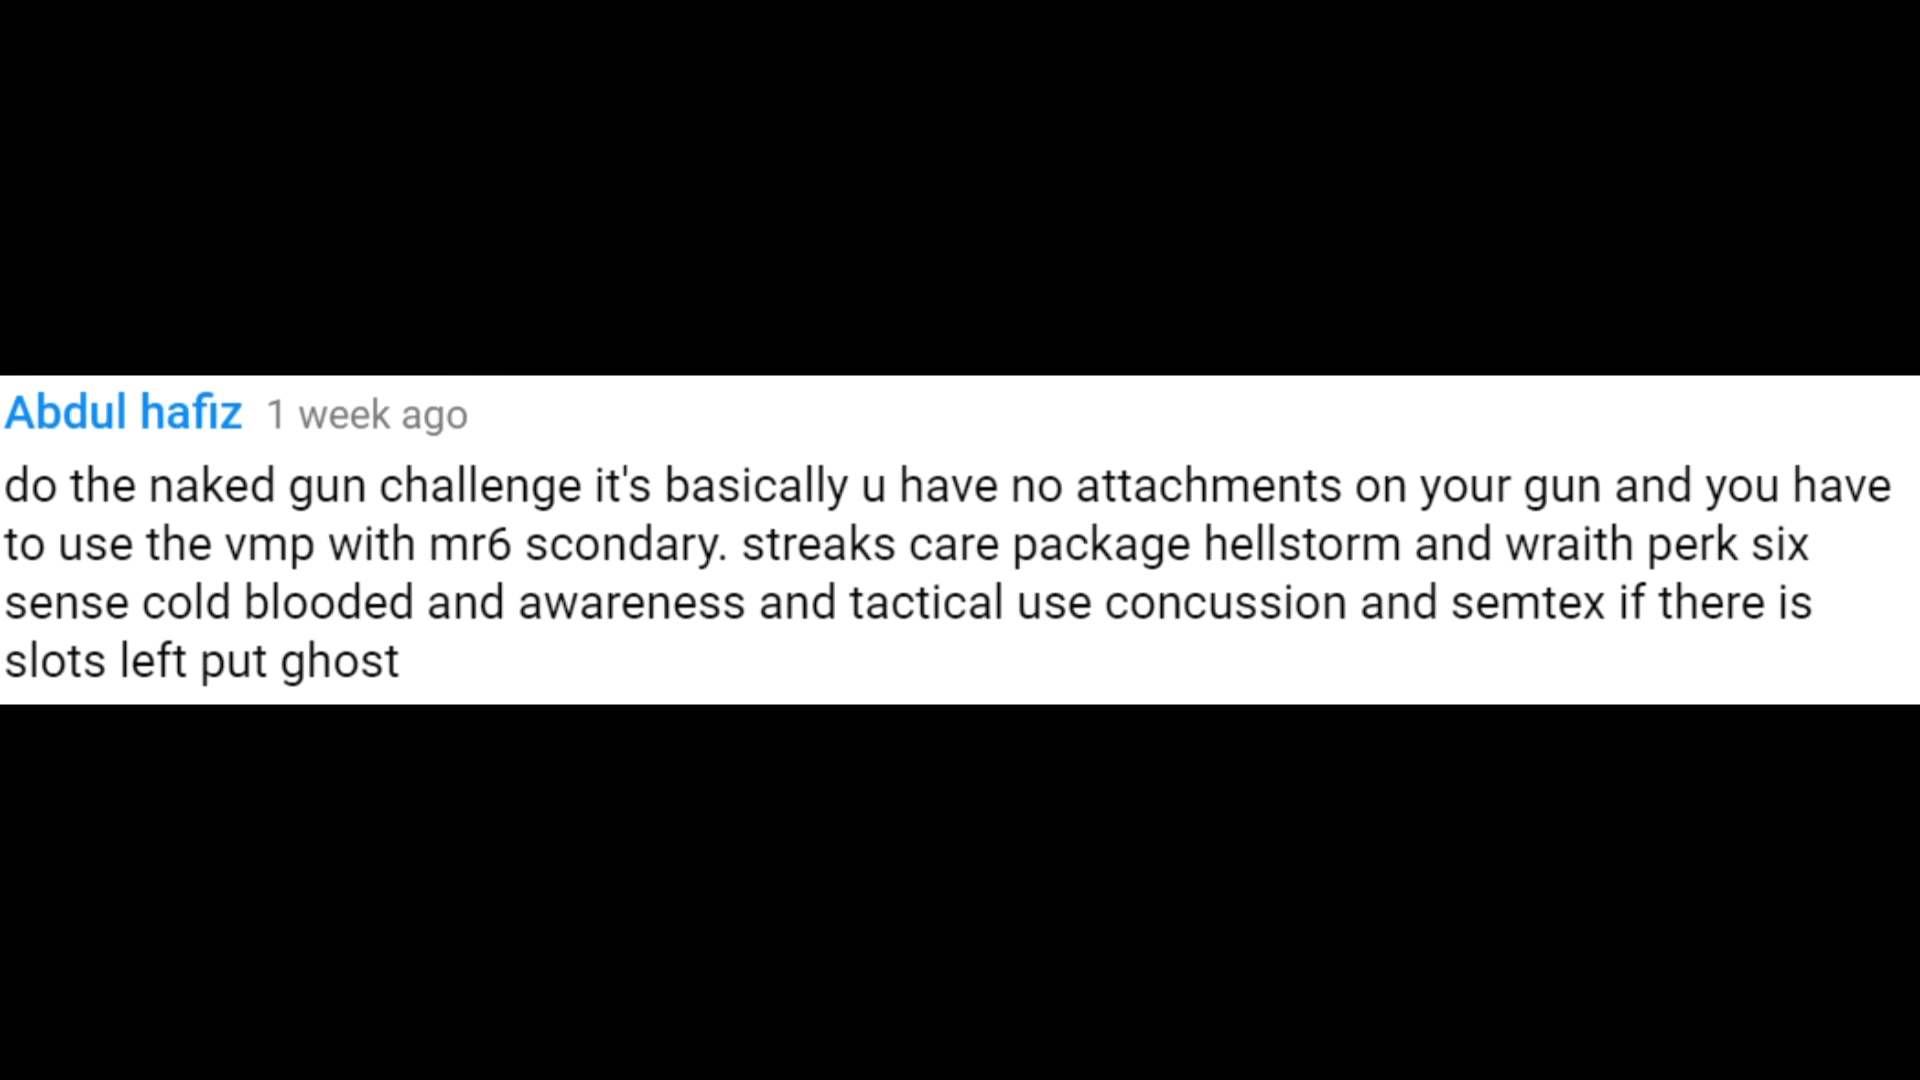 Abdul hafiz 1 week ago
do the naked gun challenge it's basically u have no attachments on your gun and you have
to use the vmp with mr6 scondary. streaks care package hellstorm and wraith perk six
sense cold blooded and awareness and tactical use concussion and semtex if there is
slots left put ghost